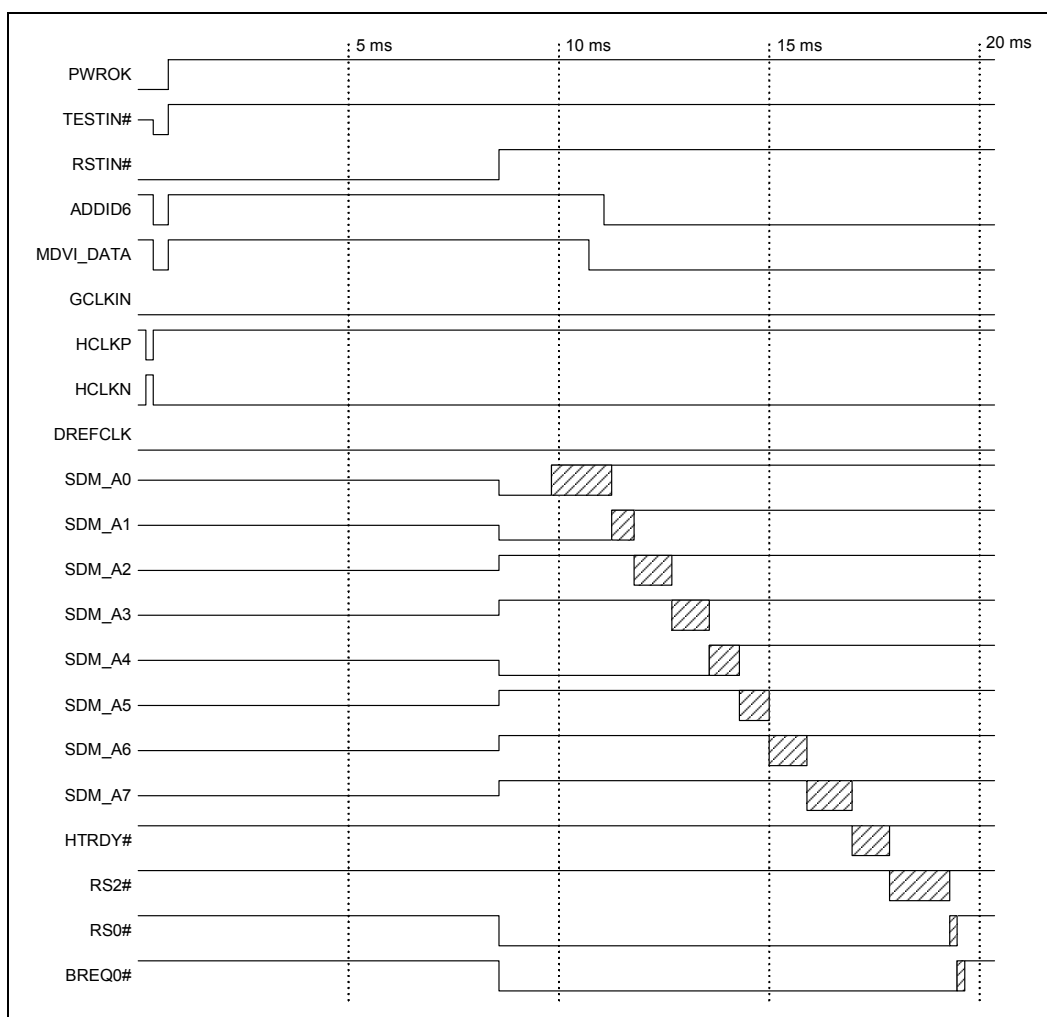 5 ms 10 ms 15 ms 20 ms
PWROK
TESTIN#
RSTIN#
ADDID6
MDVI_DATA
GCLKIN
HCLKP
HCLKN
DREFCLK
SDM_A0
SDM_A1
SDM_A2
SDM_A3
SDM_A4
SDM_A5
SDM_A6
SDM_A7
HTRDY#
RS2#
RS0#
BREQ0#